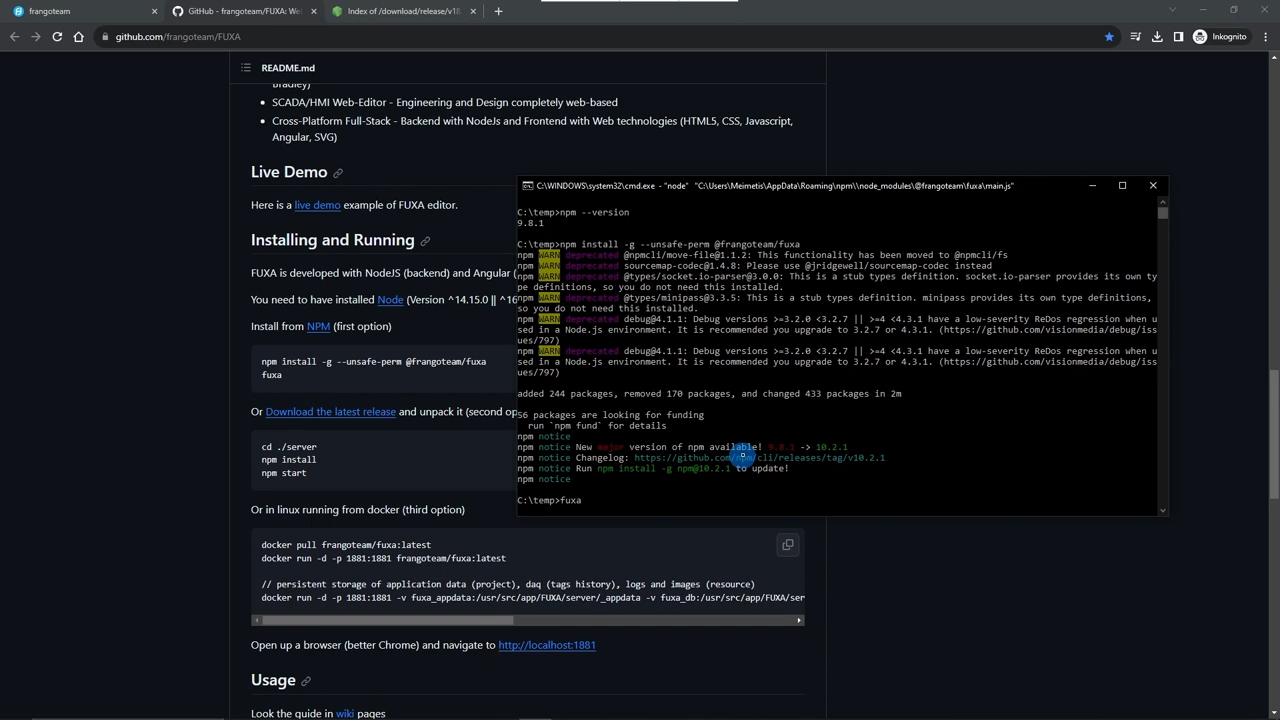 frangoteam
GitHub - frangoteam/FUXA: We
Index of /download/release/v18
github.com/frangoteam/FUXA
Inkognito
README.md
Bradley)
SCADA/HMI Web-Editor - Engineering and Design completely web-based
Cross-Platform Full-Stack - Backend with NodeJs and Frontend with Web technologies (HTML5, CSS, Javascript,
Angular, SVG)
Live Demo
Here is a live demo example of FUXA editor.
Installing and Running
FUXA is developed with NodeJS (backend) and Angular (
You need to have installed Node (Version ^14.15.0 || ^16
Install from NPM (first option)
npm install -g --unsafe-perm @frangoteam/fuxa
fuxa
Or Download the latest release and unpack it (second op
cd ./server
npm install
npm start
Or in linux running from docker (third option)
docker pull frangoteam/fuxa:latest
docker run -d -p 1881:1881 frangoteam/fuxa:latest
// persistent storage of application data (project), daq (tags history), logs and images (resource)
docker run -d -p 1881:1881 -v fuxa_appdata:/usr/src/app/FUXA/server/_appdata -v fuxa_db:/usr/src/app/FUXA/ser
Open up a browser (better Chrome) and navigate to http://localhost:1881
Usage
Look the guide in wiki pages
C:\WINDOWS\system32\cmd.exe - "node" "C:\Users\Meimetis\AppData\Roaming\npm\\node_modules\@frangoteam\fuxa\main.js"
C:\temp>npm --version
9.8.1
C:\temp>npm install -g --unsafe-perm @frangoteam/fuxa
npm WARN deprecated @npmcli/move-file@1.1.2: This functionality has been moved to @npmcli/fs
npm WARN deprecated sourcemap-codec@1.4.8: Please use @jridgewell/sourcemap-codec instead
npm WARN deprecated @types/socket.io-parser@3.0.0: This is a stub types definition. socket.io-parser provides its own ty
pe definitions, so you do not need this installed.
npm WARN deprecated @types/minipass@3.3.5: This is a stub types definition. minipass provides its own type definitions,
so you do not need this installed.
npm WARN deprecated debug@4.1.1: Debug versions >=3.2.0 <3.2.7 || >=4 <4.3.1 have a low-severity ReDos regression when u
sed in a Node.js environment. It is recommended you upgrade to 3.2.7 or 4.3.1. (https://github.com/visionmedia/debug/iss
ues/797)
npm WARN deprecated debug@4.1.1: Debug versions >=3.2.0 <3.2.7 || >=4 <4.3.1 have a low-severity ReDos regression when u
sed in a Node.js environment. It is recommended you upgrade to 3.2.7 or 4.3.1. (https://github.com/visionmedia/debug/iss
ues/797)
added 244 packages, removed 170 packages, and changed 433 packages in 2m
56 packages are looking for funding
run `npm fund` for details
npm notice
npm notice New major version of npm available! 9.8.1 -> 10.2.1
npm notice Changelog: https://github.com/npm/cli/releases/tag/v10.2.1
npm notice Run npm install -g npm@10.2.1 to update!
npm notice
C:\temp>fuxa